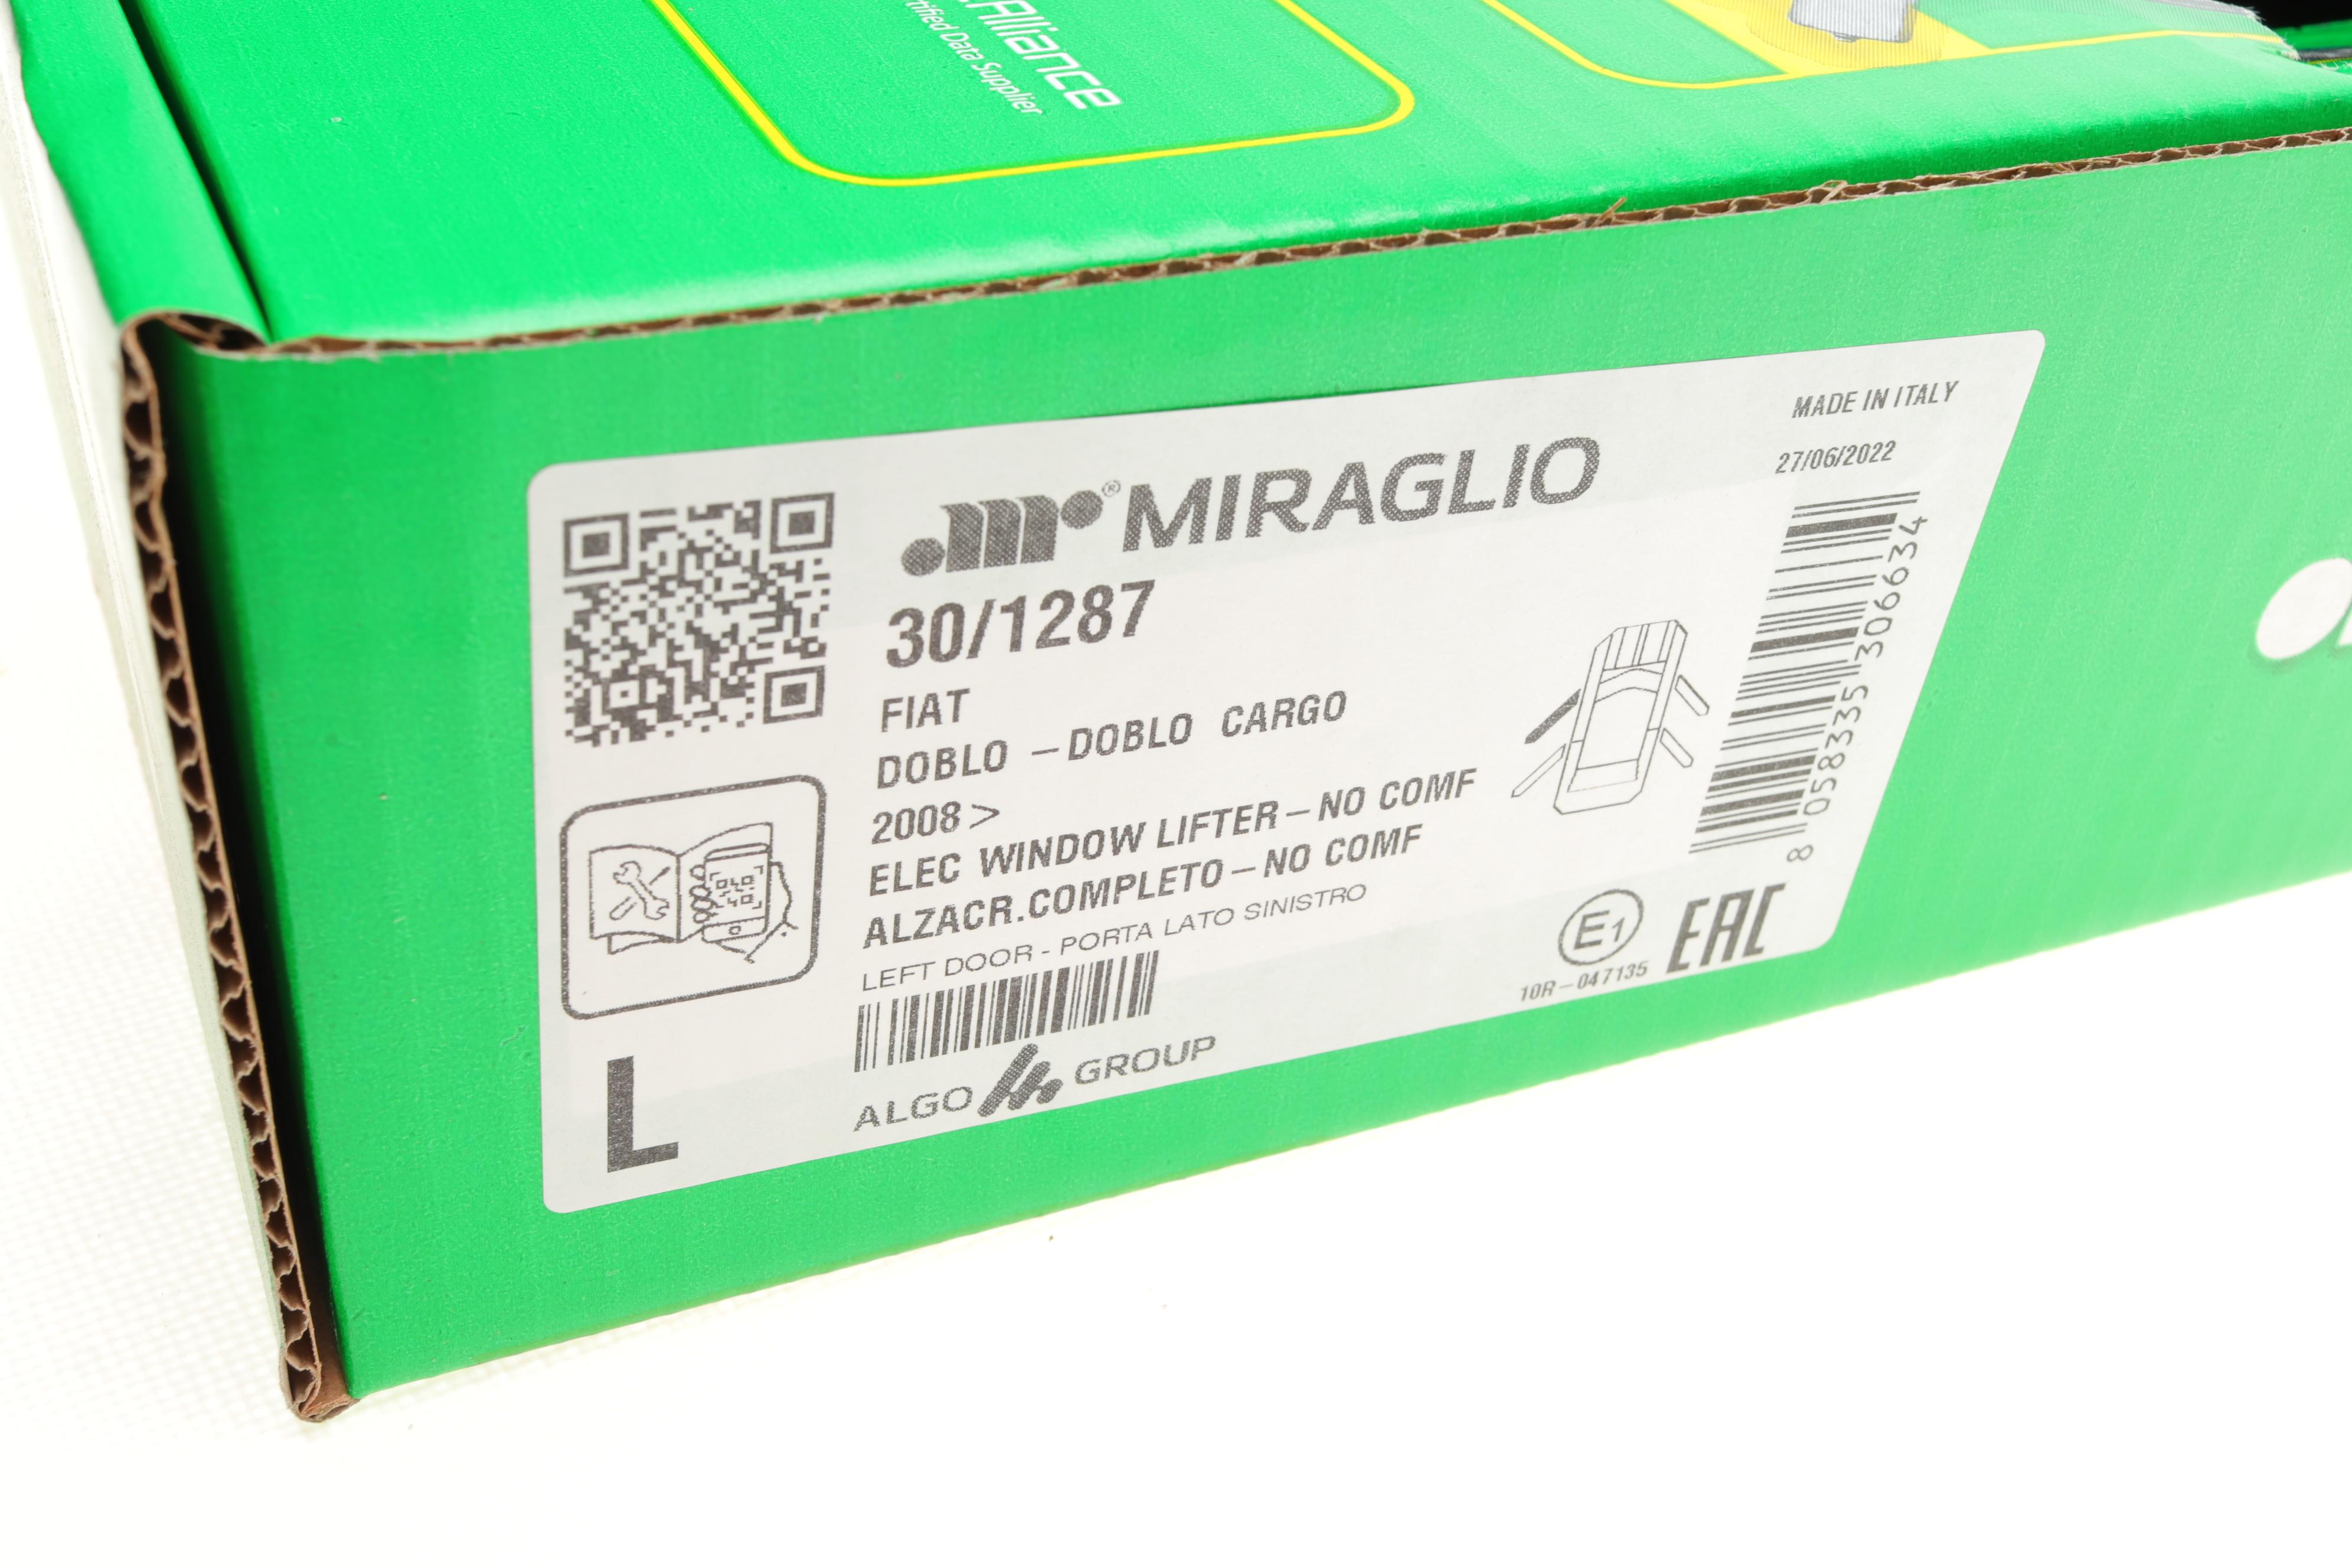 Alliance
Data Supplier
MADE IN ITALY
27/06/2022
MIRAGLIO
30/1287
FIAT
DOBLO – DOBLO CARGO
2008 >
ELEC WINDOW LIFTER – NO COMF
ALZACR.COMPLETO – NO COMF
LEFT DOOR - PORTA LATO SINISTRO
ALGO GROUP
L
8 058335 306634
E1
10R – 047135
EAC